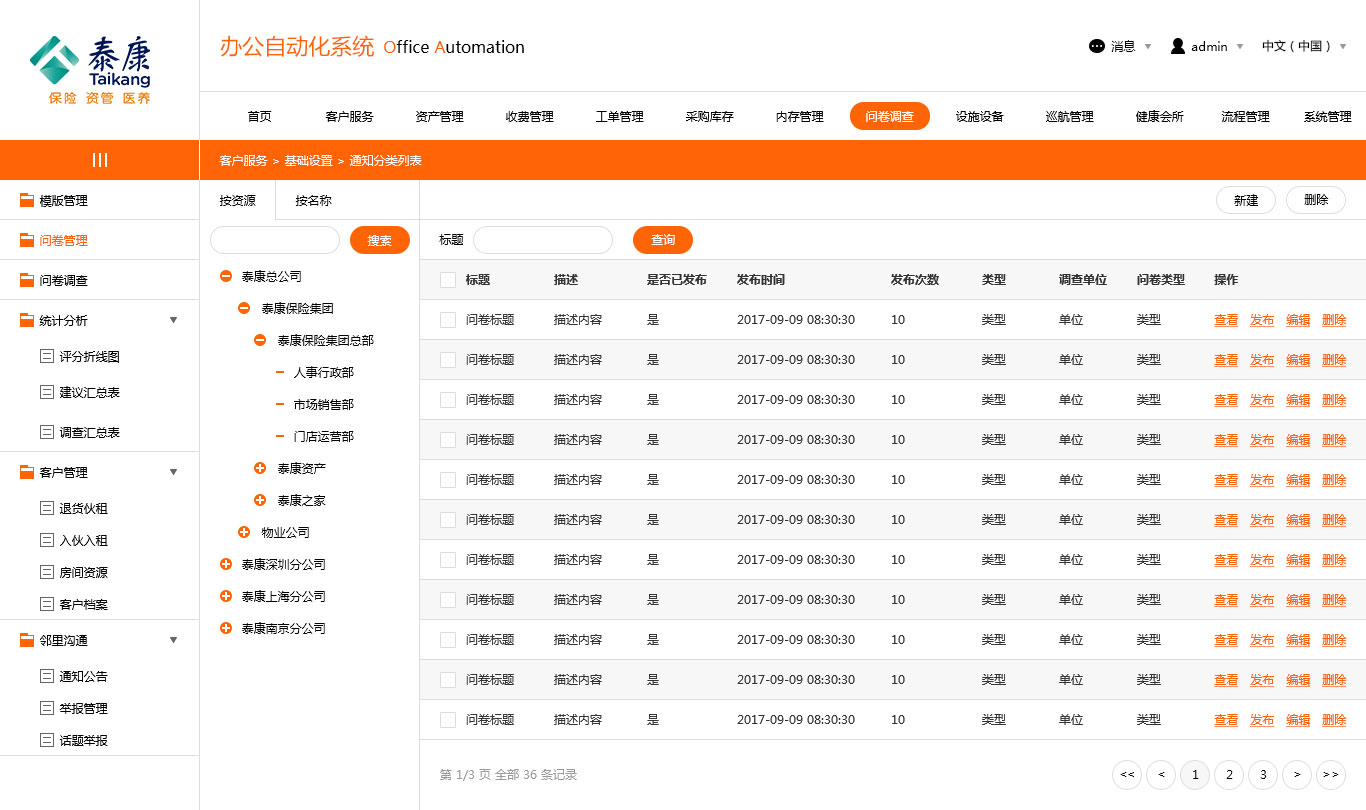 泰康
Taikang
保险 资管 医养
办公自动化系统 Office Automation
消息 admin 中文 ( 中国 )
首页 客户服务 资产管理 收费管理 工单管理 采购库存 内存管理 问卷调查 设施设备 巡航管理 健康会所 流程管理 系统管理
客户服务 > 基础设置 > 通知分类列表
模版管理
问卷管理
问卷调查
统计分析
评分折线图
建议汇总表
调查汇总表
客户管理
退货伙租
入伙入租
房间资源
客户档案
邻里沟通
通知公告
举报管理
话题举报
按资源 按名称
搜索
泰康总公司
泰康保险集团
泰康保险集团总部
人事行政部
市场销售部
门店运营部
泰康资产
泰康之家
物业公司
泰康深圳分公司
泰康上海分公司
泰康南京分公司
新建 删除
标题 查询
标题 描述 是否已发布 发布时间 发布次数 类型 调查单位 问卷类型 操作
问卷标题 描述内容 是 2017-09-09 08:30:30 10 类型 单位 类型 查看 发布 编辑 删除
问卷标题 描述内容 是 2017-09-09 08:30:30 10 类型 单位 类型 查看 发布 编辑 删除
问卷标题 描述内容 是 2017-09-09 08:30:30 10 类型 单位 类型 查看 发布 编辑 删除
问卷标题 描述内容 是 2017-09-09 08:30:30 10 类型 单位 类型 查看 发布 编辑 删除
问卷标题 描述内容 是 2017-09-09 08:30:30 10 类型 单位 类型 查看 发布 编辑 删除
问卷标题 描述内容 是 2017-09-09 08:30:30 10 类型 单位 类型 查看 发布 编辑 删除
问卷标题 描述内容 是 2017-09-09 08:30:30 10 类型 单位 类型 查看 发布 编辑 删除
问卷标题 描述内容 是 2017-09-09 08:30:30 10 类型 单位 类型 查看 发布 编辑 删除
问卷标题 描述内容 是 2017-09-09 08:30:30 10 类型 单位 类型 查看 发布 编辑 删除
问卷标题 描述内容 是 2017-09-09 08:30:30 10 类型 单位 类型 查看 发布 编辑 删除
问卷标题 描述内容 是 2017-09-09 08:30:30 10 类型 单位 类型 查看 发布 编辑 删除
第 1/3 页 全部 36 条记录
<< < 1 2 3 > >>